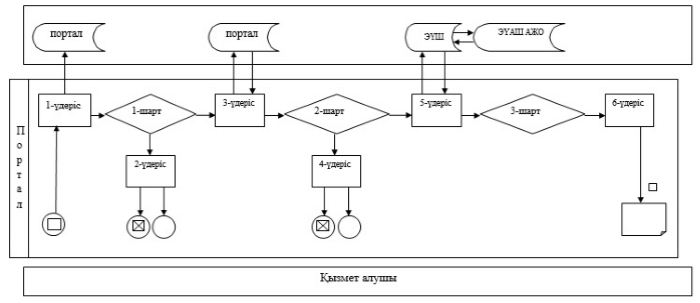 портал
портал
ЭҮШ
ЭҮАШ АЖО
1-үдеріс
1-шарт
3-үдеріс
2-шарт
5-үдеріс
3-шарт
6-үдеріс
Портал
2-үдеріс
4-үдеріс
Қызмет алушы